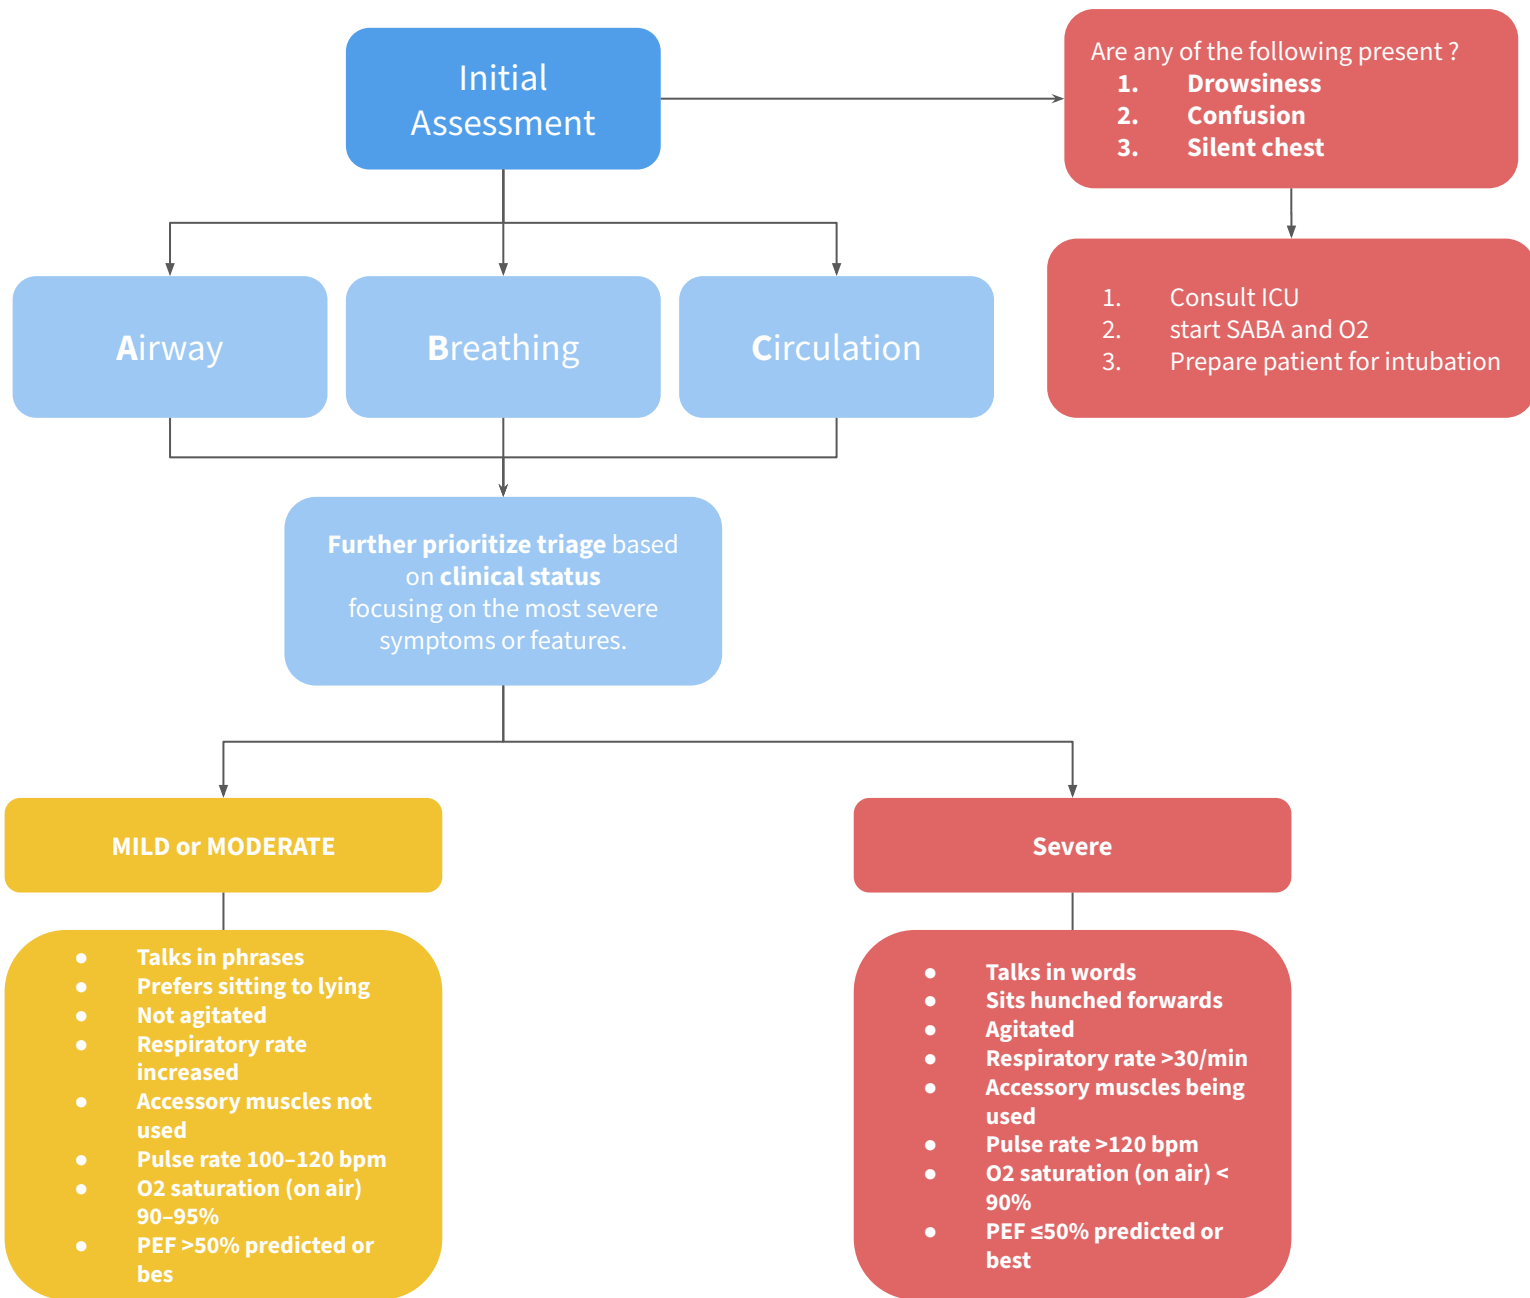 Initial
Assessment
Are any of the following present ?
1. Drowsiness
2. Confusion
3. Silent chest
Airway
Breathing
Circulation
1. Consult ICU
2. start SABA and O2
3. Prepare patient for intubation
Further prioritize triage based
on clinical status
focusing on the most severe
symptoms or features.
MILD or MODERATE
● Talks in phrases
● Prefers sitting to lying
● Not agitated
● Respiratory rate
increased
● Accessory muscles not
used
● Pulse rate 100–120 bpm
● O2 saturation (on air)
90–95%
● PEF >50% predicted or
bes
Severe
● Talks in words
● Sits hunched forwards
● Agitated
● Respiratory rate >30/min
● Accessory muscles being
used
● Pulse rate >120 bpm
● O2 saturation (on air) <
90%
● PEF ≤50% predicted or
best